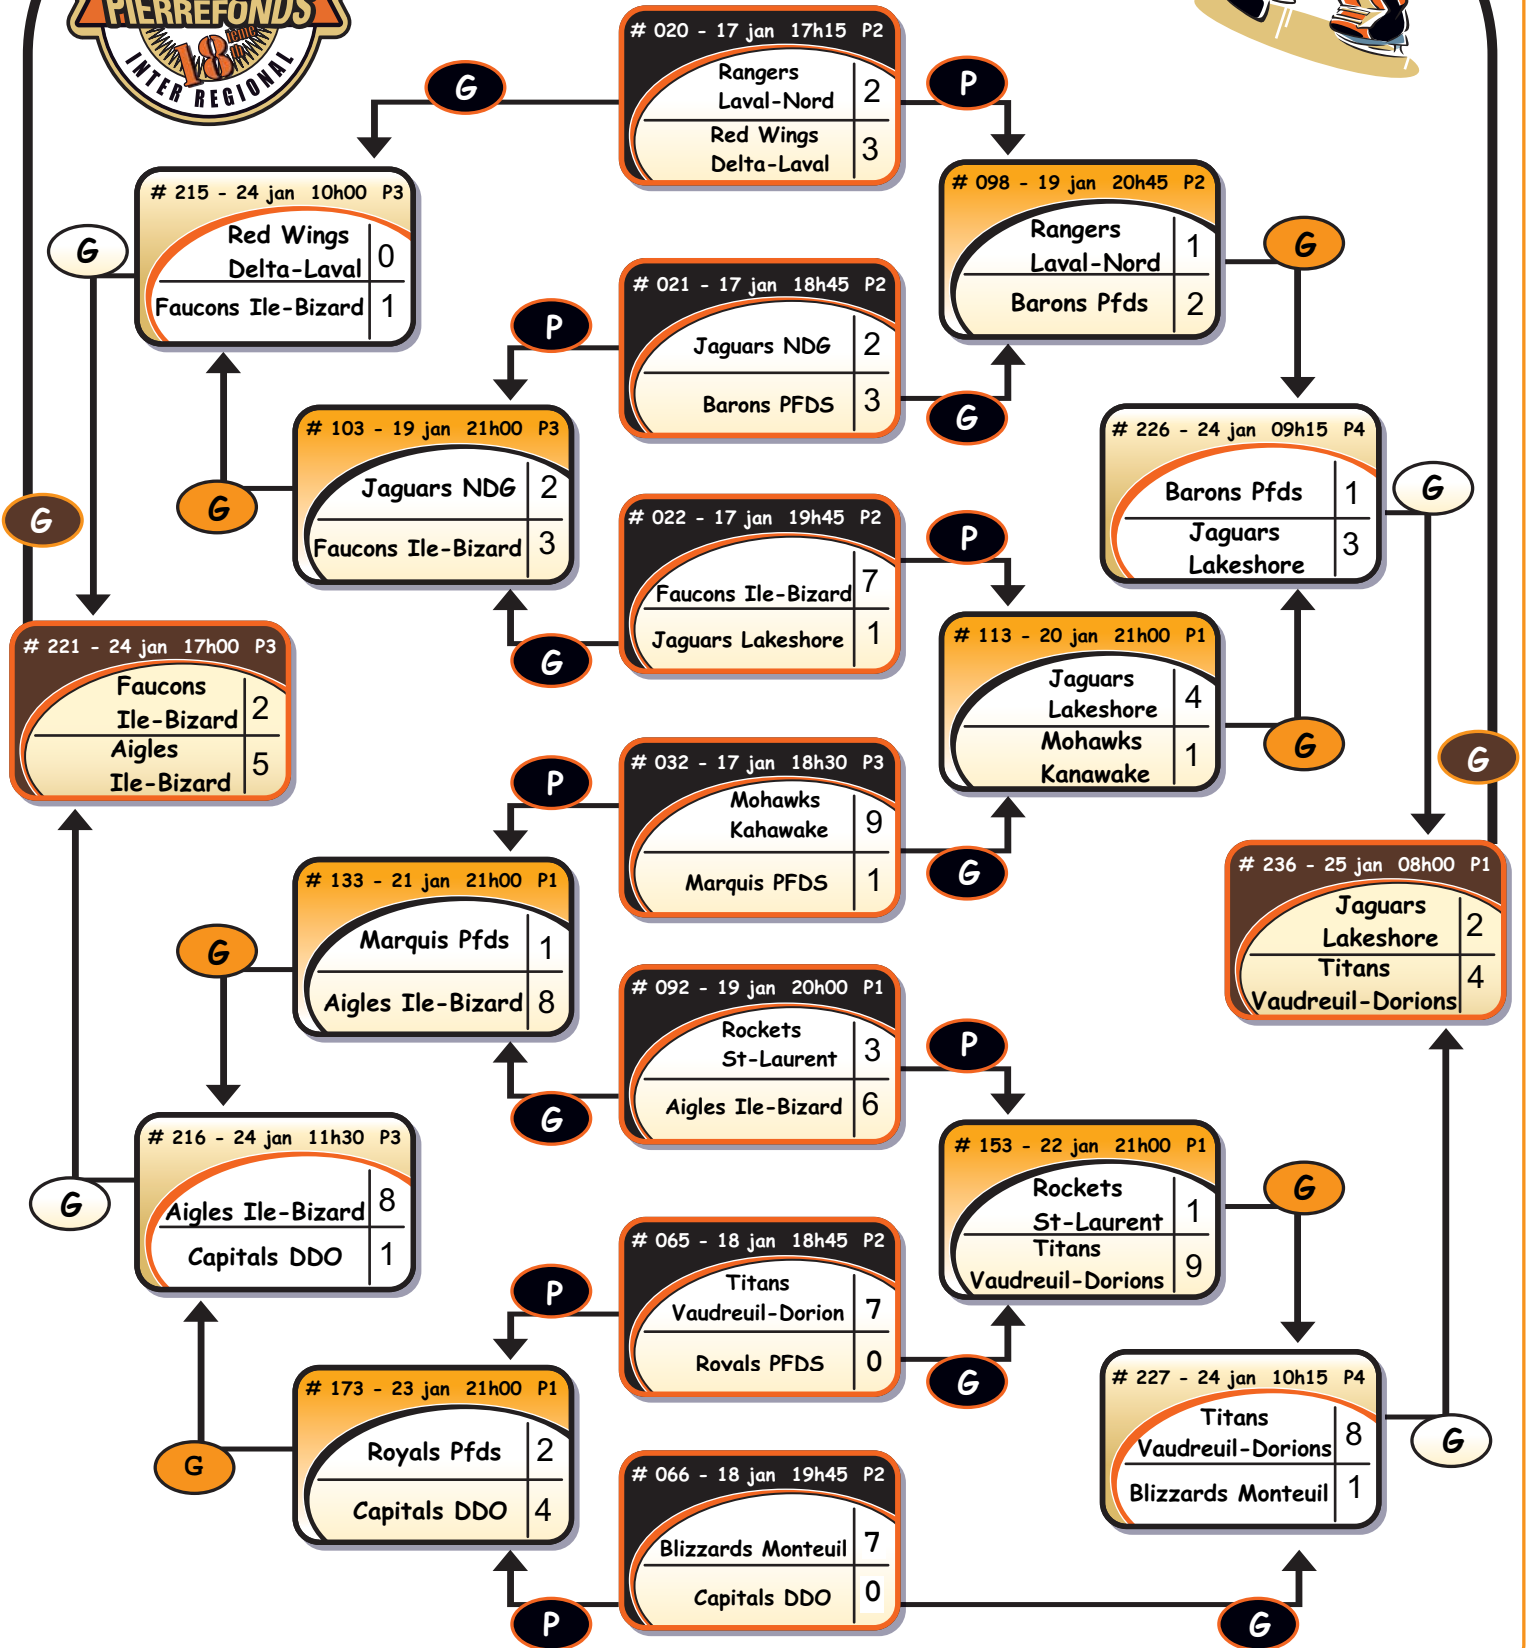 PIERREFONDS
18 ième th
INTER REGIONAL
# 020 - 17 jan 17h15 P2
Rangers
Laval-Nord 2
Red Wings
Delta-Laval 3
G
P
# 215 - 24 jan 10h00 P3
Red Wings
Delta-Laval 0
Faucons Ile-Bizard 1
# 098 - 19 jan 20h45 P2
Rangers
Laval-Nord 1
Barons Pfds 2
G
G
# 021 - 17 jan 18h45 P2
Jaguars NDG 2
Barons PFDS 3
P
G
# 103 - 19 jan 21h00 P3
Jaguars NDG 2
Faucons Ile-Bizard 3
G
G
# 226 - 24 jan 09h15 P4
Barons Pfds 1
Jaguars
Lakeshore 3
G
# 022 - 17 jan 19h45 P2
Faucons Ile-Bizard 7
Jaguars Lakeshore 1
P
G
# 221 - 24 jan 17h00 P3
Faucons
Ile-Bizard 2
Aigles
Ile-Bizard 5
# 113 - 20 jan 21h00 P1
Jaguars
Lakeshore 4
Mohawks
Kanawake 1
G
G
# 032 - 17 jan 18h30 P3
Mohawks
Kahawake 9
Marquis PFDS 1
P
G
# 133 - 21 jan 21h00 P1
Marquis Pfds 1
Aigles Ile-Bizard 8
G
# 236 - 25 jan 08h00 P1
Jaguars
Lakeshore 2
Titans
Vaudreuil-Dorions 4
# 092 - 19 jan 20h00 P1
Rockets
St-Laurent 3
Aigles Ile-Bizard 6
P
G
# 216 - 24 jan 11h30 P3
Aigles Ile-Bizard 8
Capitals DDO 1
G
# 153 - 22 jan 21h00 P1
Rockets
St-Laurent 1
Titans
Vaudreuil-Dorions 9
G
# 065 - 18 jan 18h45 P2
Titans
Vaudreuil-Dorion 7
Rovals PFDS 0
P
G
# 173 - 23 jan 21h00 P1
Royals Pfds 2
Capitals DDO 4
G
# 227 - 24 jan 10h15 P4
Titans
Vaudreuil-Dorions 8
Blizzards Monteuil 1
G
# 066 - 18 jan 19h45 P2
Blizzards Monteuil 7
Capitals DDO 0
P
G